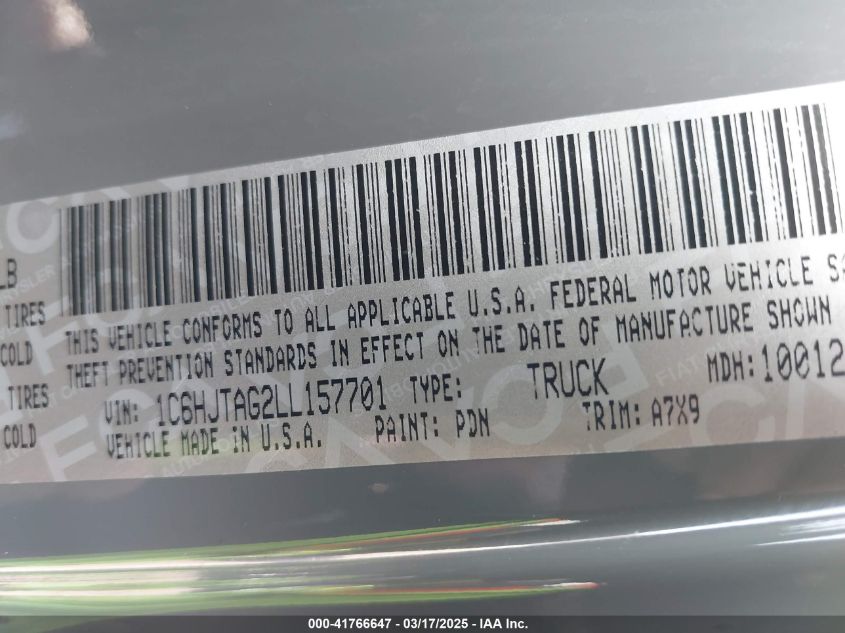 LB
TIRES
COLD
TIRES
COLD
THIS VEHICLE CONFORMS TO ALL APPLICABLE U.S.A. FEDERAL MOTOR VEHICLE
THEFT PREVENTION STANDARDS IN EFFECT ON THE DATE OF MANUFACTURE SHOWN
VIN: 1C6HJTAG2LL157701 TYPE: TRUCK MDH:10012
VEHICLE MADE IN U.S.A. PAINT: PDN TRIM: A7X9
000-41766647 - 03/17/2025 - IAA Inc.